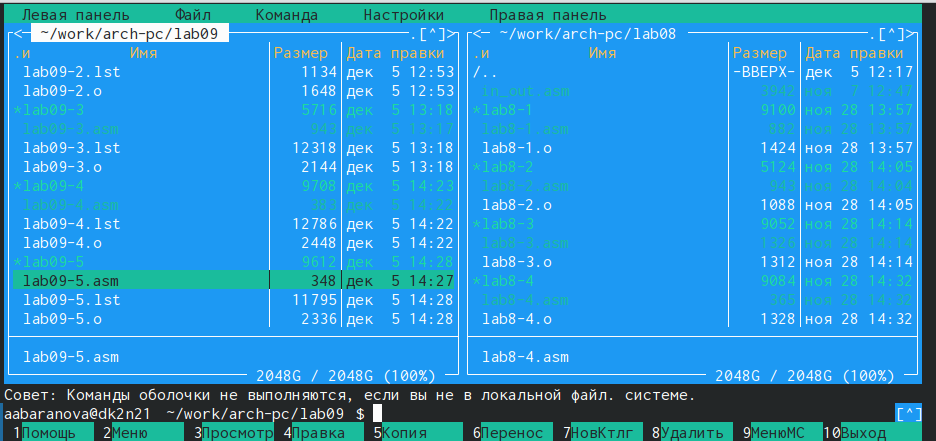 Левая панель Файл Команда Настройки Правая панель
<─ ~/work/arch-pc/lab09 .[^]> <─ ~/work/arch-pc/lab08 .[^]>
.и Имя Размер Дата правки .и Имя Размер Дата правки
lab09-2.lst 1134 дек 5 12:53 /.. -ВВЕРХ- дек 5 12:17
lab09-2.o 1648 дек 5 12:53 in_out.asm 3942 ноя 7 12:47
*lab09-3 5716 дек 5 13:18 *lab8-1 9100 ноя 28 13:57
lab09-3.asm 943 дек 5 13:17 lab8-1.asm 882 ноя 28 13:57
lab09-3.lst 12318 дек 5 13:18 lab8-1.o 1424 ноя 28 13:57
lab09-3.o 2144 дек 5 13:18 *lab8-2 5124 ноя 28 14:05
*lab09-4 9708 дек 5 14:23 lab8-2.asm 943 ноя 28 14:04
lab09-4.asm 383 дек 5 14:22 lab8-2.o 1088 ноя 28 14:05
lab09-4.lst 12786 дек 5 14:22 *lab8-3 9052 ноя 28 14:14
lab09-4.o 2448 дек 5 14:22 lab8-3.asm 1326 ноя 28 14:14
*lab09-5 9612 дек 5 14:28 lab8-3.o 1312 ноя 28 14:14
lab09-5.asm 348 дек 5 14:27 *lab8-4 9084 ноя 28 14:32
lab09-5.lst 11795 дек 5 14:28 lab8-4.asm 365 ноя 28 14:32
lab09-5.o 2336 дек 5 14:28 lab8-4.o 1328 ноя 28 14:32
lab09-5.asm lab8-4.asm
2048G / 2048G (100%) 2048G / 2048G (100%)
Совет: Команды оболочки не выполняются, если вы не в локальной файл. системе.
aabaranova@dk2n21 ~/work/arch-pc/lab09 $ [^]
1Помощь 2Меню 3Просмотр 4Правка 5Копия 6Перенос 7НовКтлг 8Удалить 9МенюМС 10Выход